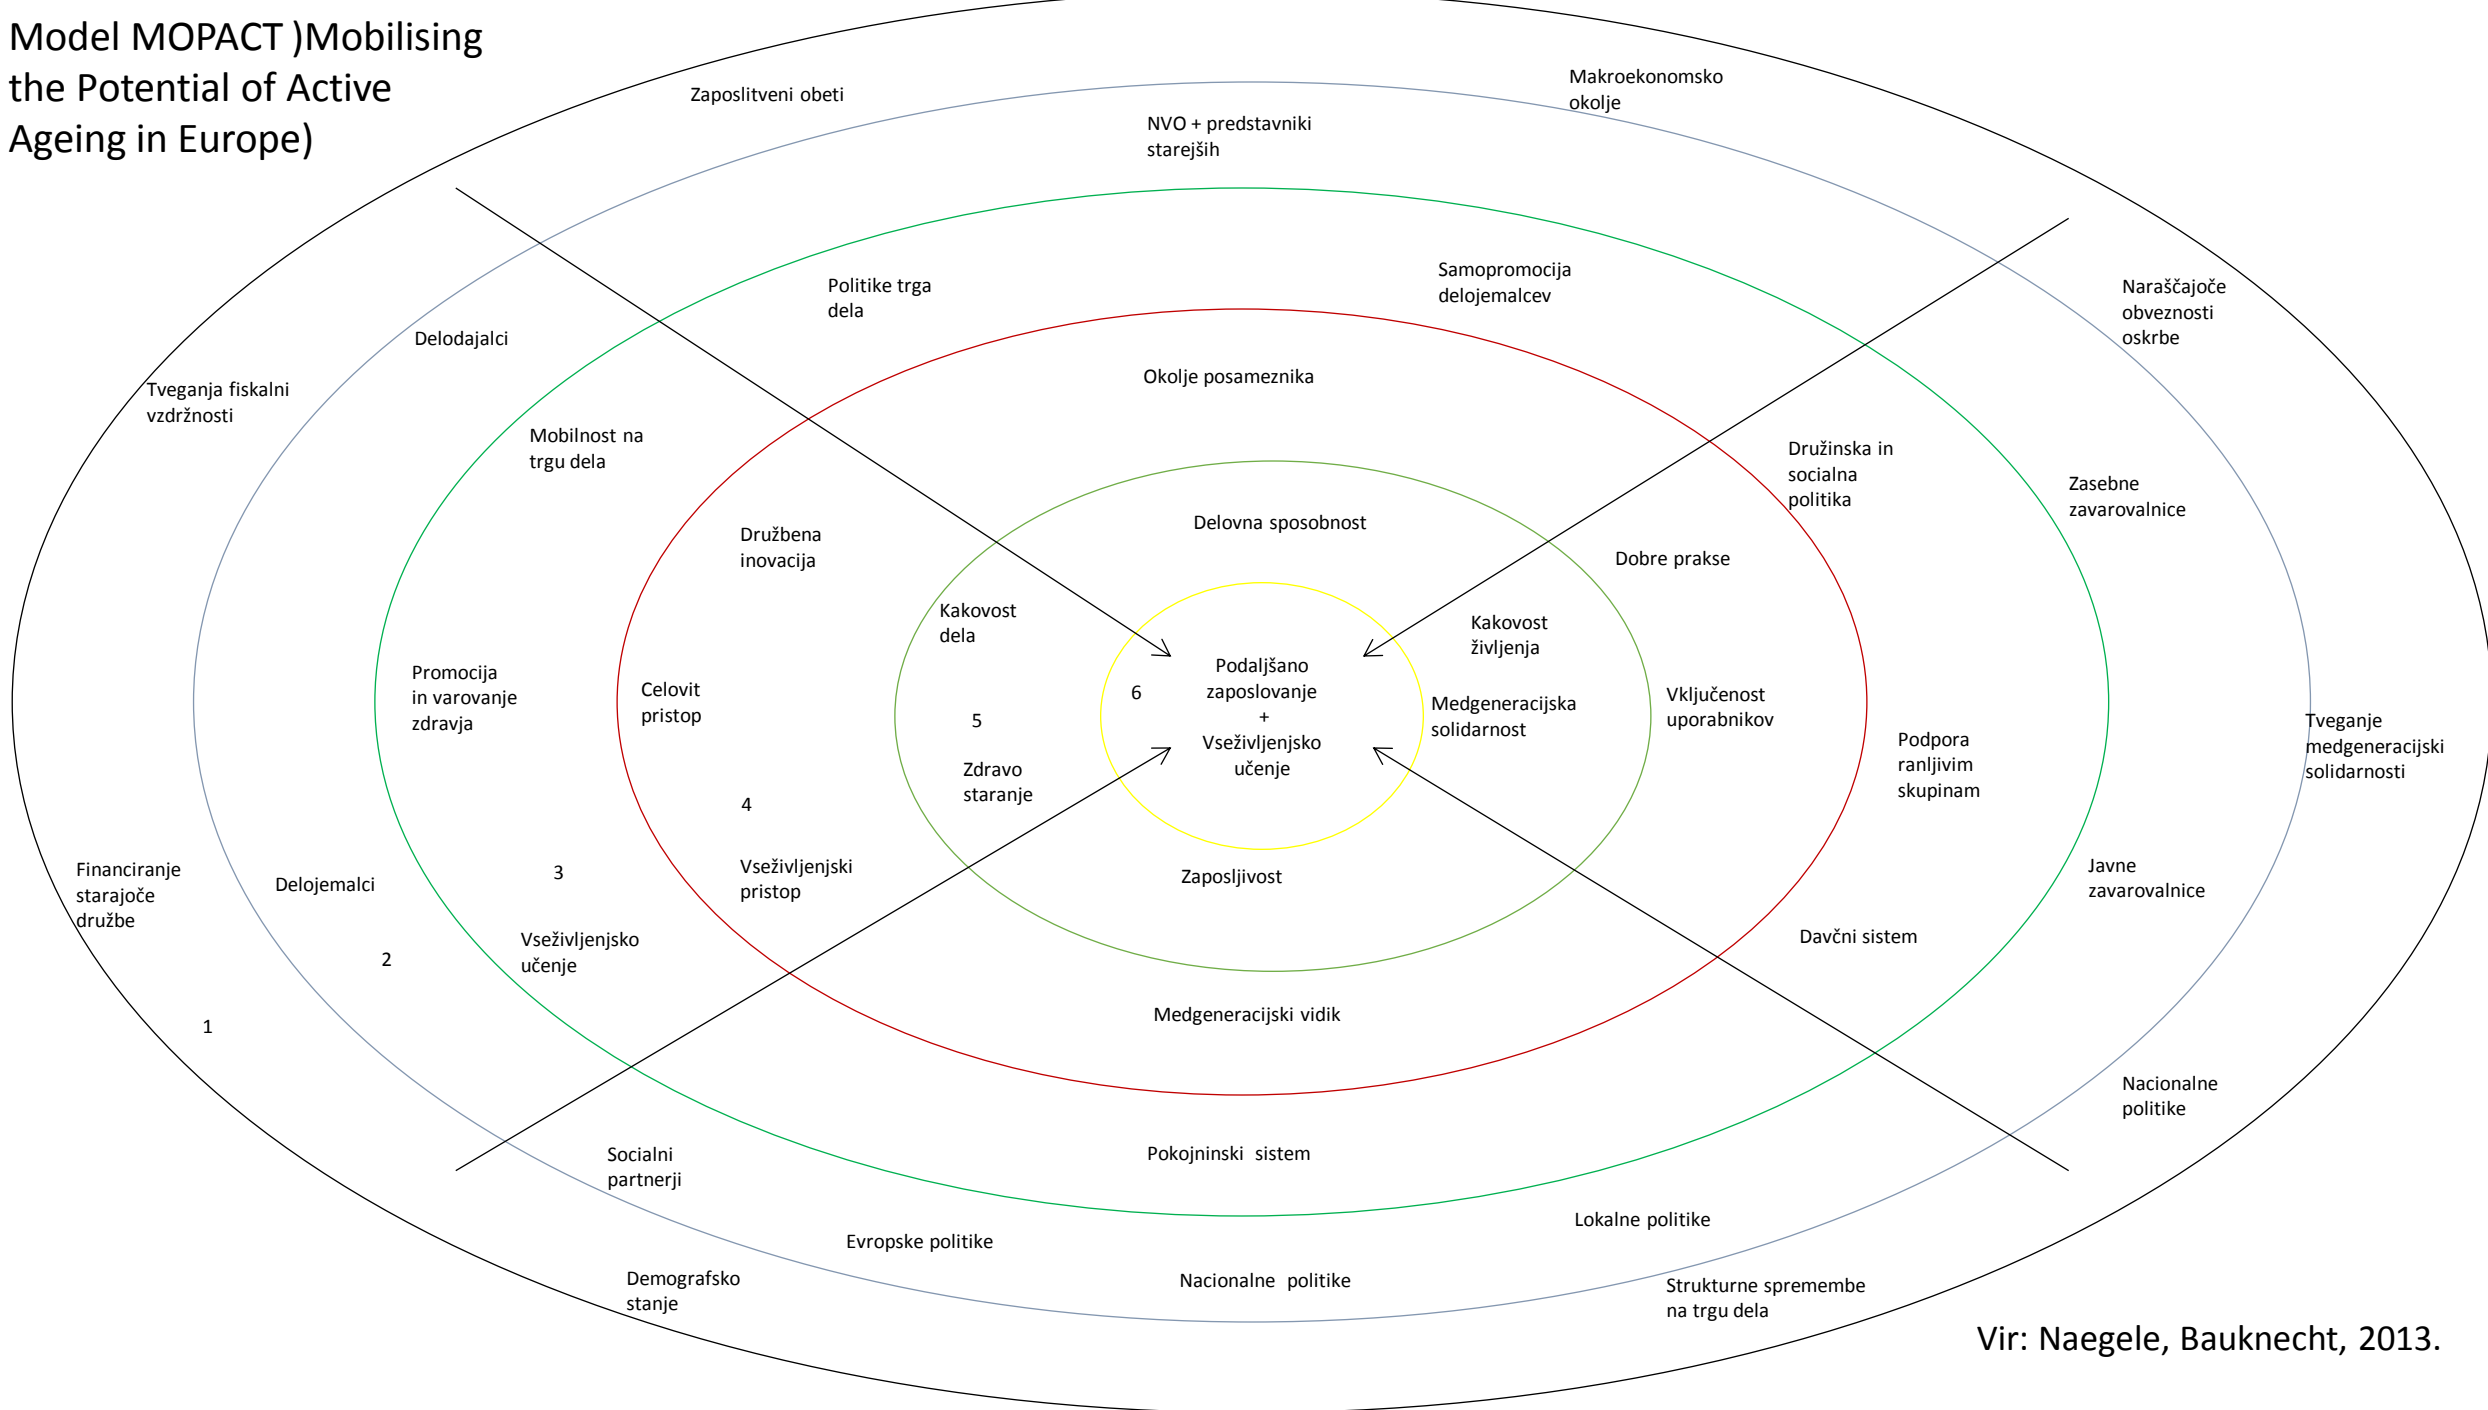 Model MOPACT )Mobilising
the Potential of Active
Ageing in Europe)
Zaposlitveni obeti
Makroekonomsko
okolje
NVO + predstavniki
starejših
Politike trga
dela
Samopromocija
delojemalcev
Naraščajoče
obveznosti
oskrbe
Delodajalci
Okolje posameznika
Tveganja fiskalni
vzdržnosti
Mobilnost na
trgu dela
Družinska in
socialna
politika
Zasebne
zavarovalnice
Družbena
inovacija
Delovna sposobnost
Dobre prakse
Kakovost
dela
Kakovost
življenja
Promocija
in varovanje
zdravja
Celovit
pristop
5
6
Podaljšano
zaposlovanje
+
Vseživljenjsko
učenje
Medgeneracijska
solidarnost
Vključenost
uporabnikov
Podpora
ranljivim
skupinam
Tveganje
medgeneracijski
solidarnosti
Zdravo
staranje
4
Financiranje
starajoče
družbe
Delojemalci
3
Vseživljenjski
pristop
Zaposljivost
Javne
zavarovalnice
2
Vseživljenjsko
učenje
Davčni sistem
1
Medgeneracijski vidik
Nacionalne
politike
Socialni
partnerji
Pokojninski sistem
Evropske politike
Lokalne politike
Demografsko
stanje
Nacionalne politike
Strukturne spremembe
na trgu dela
Vir: Naegele, Bauknecht, 2013.